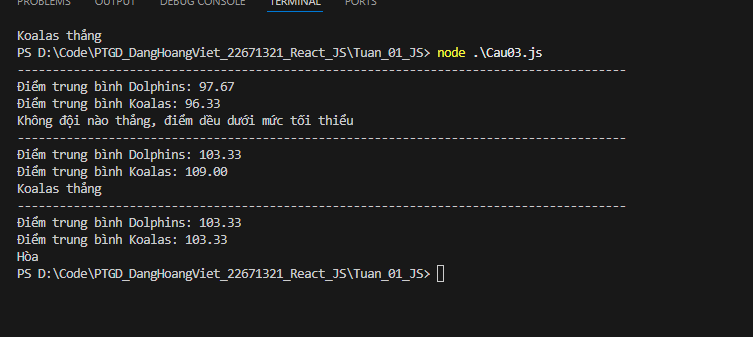 PROBLEMS OUTPUT DEBUG CONSOLE TERMINAL PORTS
Koalas thắng
PS D:\Code\PTGD_DangHoangViet_22671321_React_JS\Tuan_01_JS> node .\Cau03.js
---------------------------------------------------------------------------------------
Điểm trung bình Dolphins: 97.67
Điểm trung bình Koalas: 96.33
Không đội nào thắng, điểm dều dưới mức tối thiểu
---------------------------------------------------------------------------------------
Điểm trung bình Dolphins: 103.33
Điểm trung bình Koalas: 109.00
Koalas thắng
---------------------------------------------------------------------------------------
Điểm trung bình Dolphins: 103.33
Điểm trung bình Koalas: 103.33
Hòa
PS D:\Code\PTGD_DangHoangViet_22671321_React_JS\Tuan_01_JS>